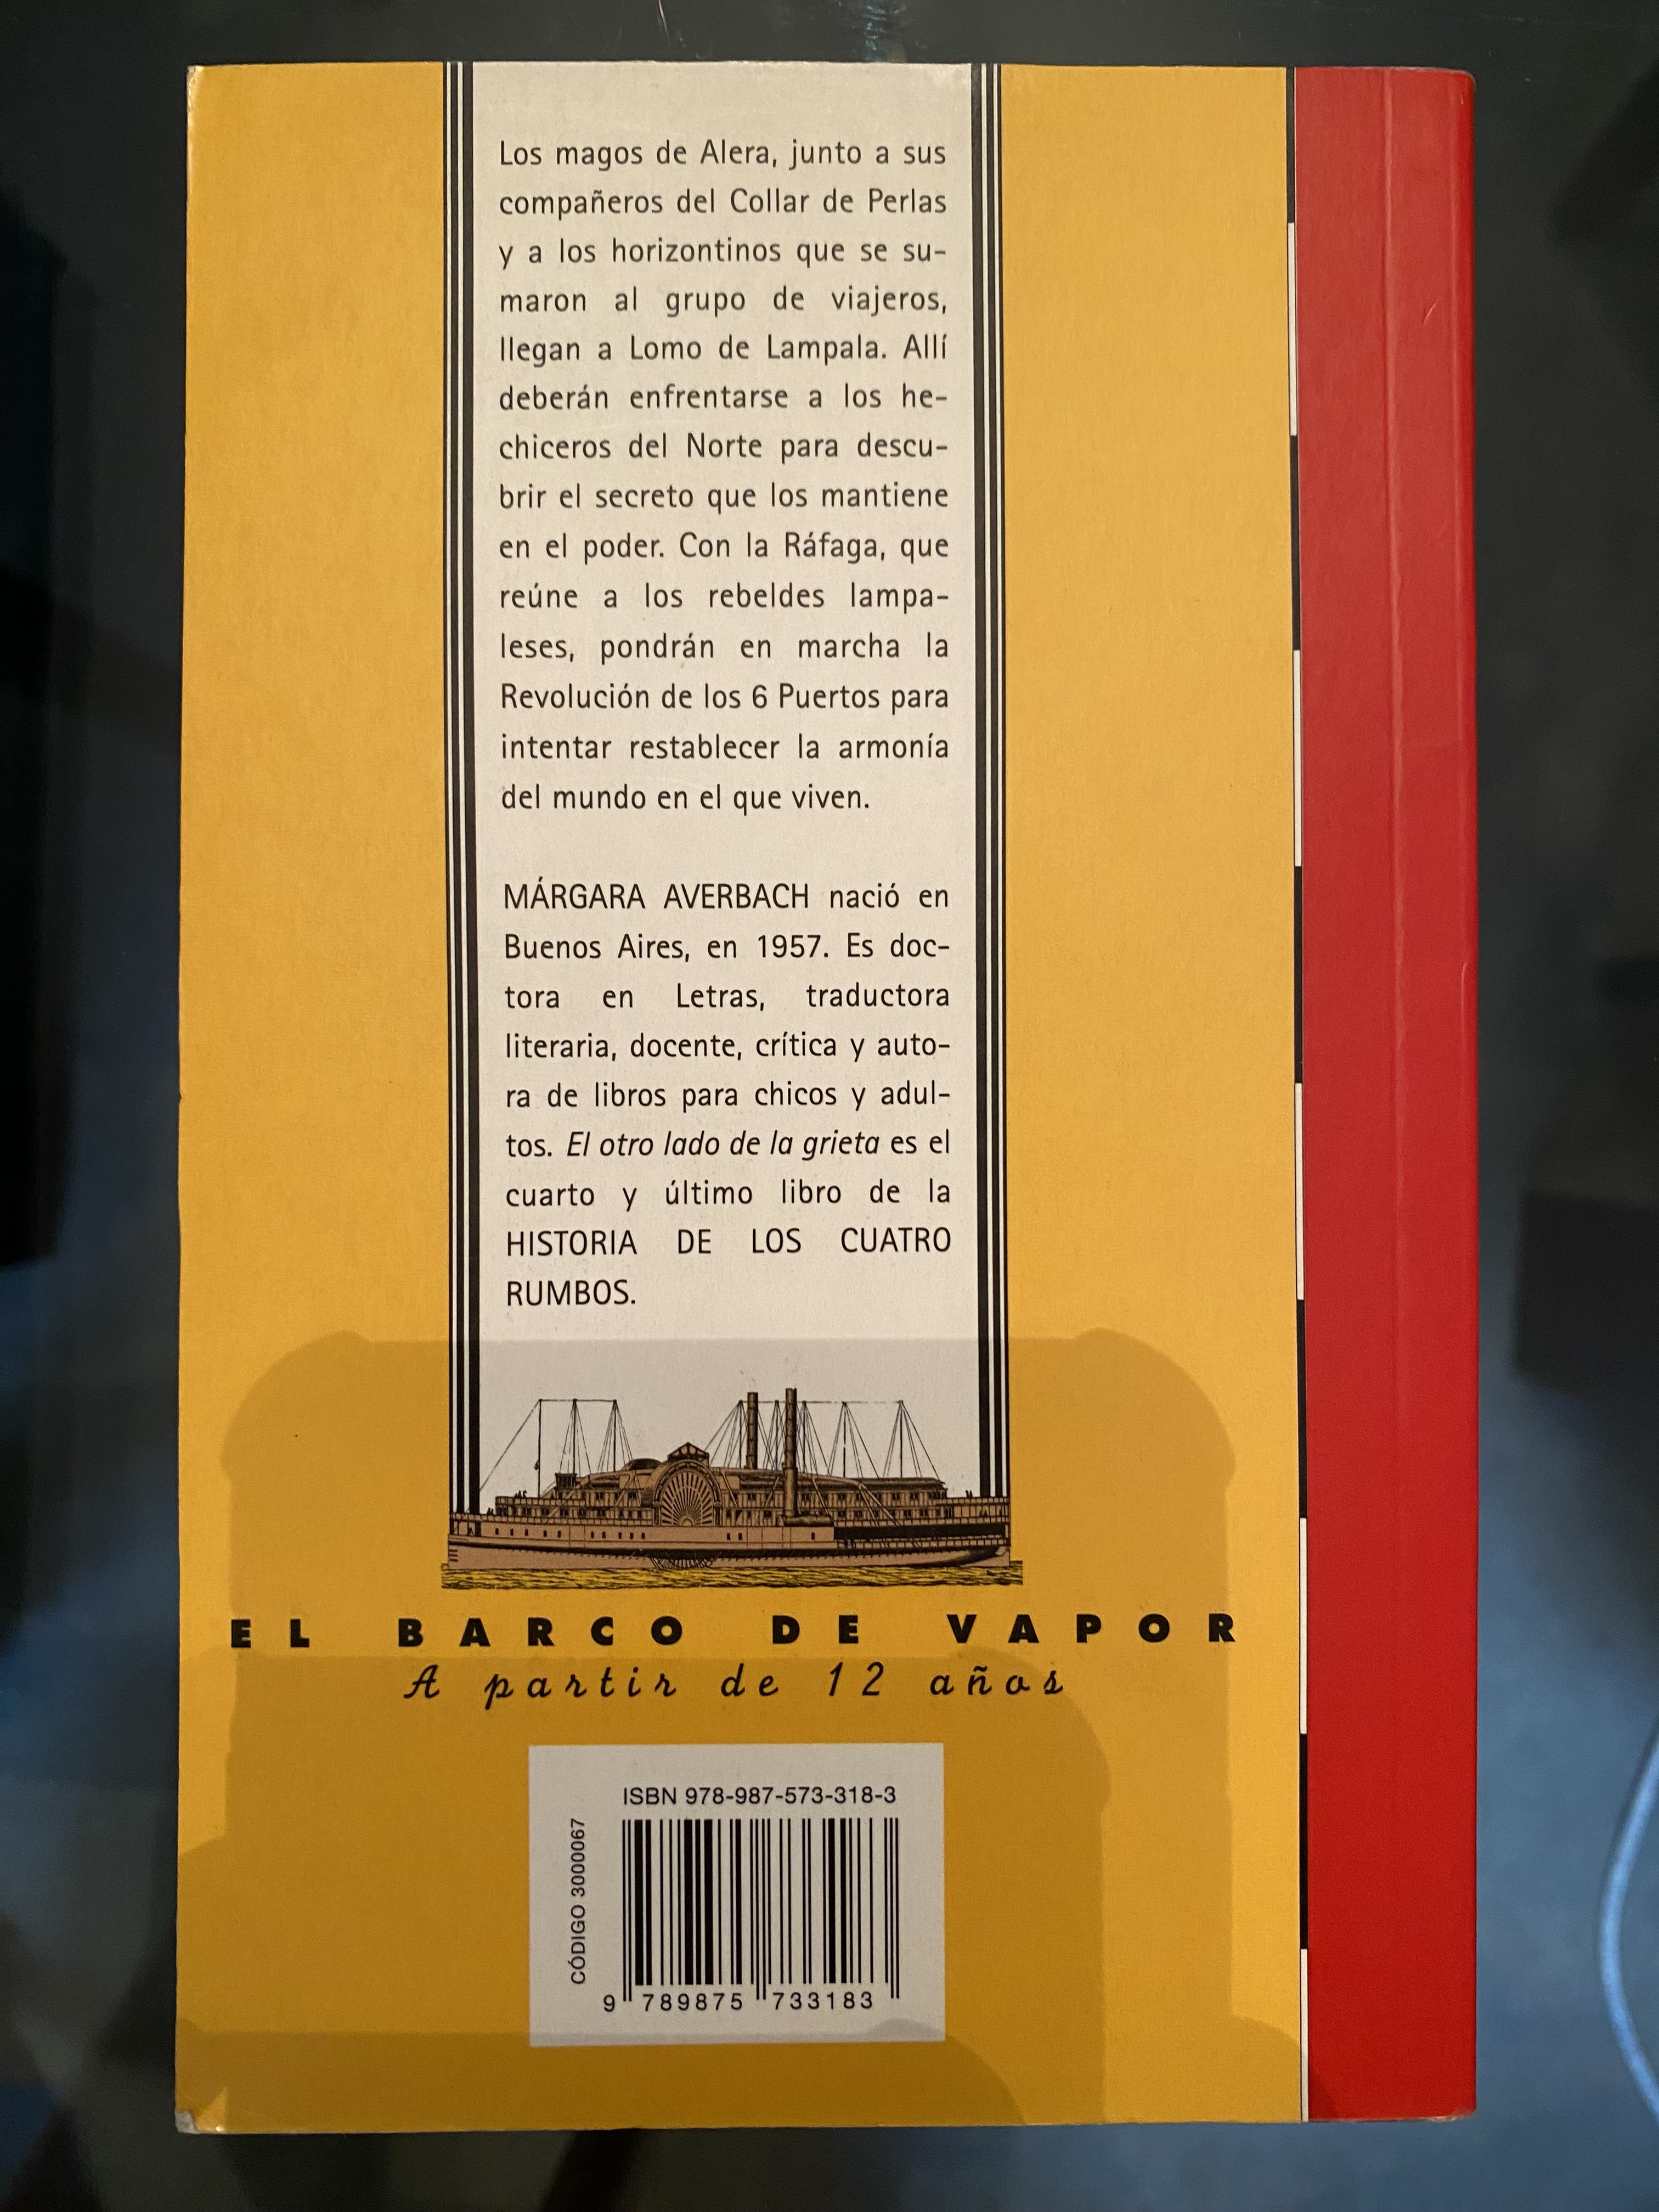 Los magos de Alera, junto a sus
compañeros del Collar de Perlas
y a los horizontinos que se su-
maron al grupo de viajeros,
llegan a Lomo de Lampala. Allí
deberán enfrentarse a los he-
chiceros del Norte para descu-
brir el secreto que los mantiene
en el poder. Con la Ráfaga, que
reúne a los rebeldes lampa-
leses, pondrán en marcha la
Revolución de los 6 Puertos para
intentar restablecer la armonía
del mundo en el que viven.
MÁRGARA AVERBACH nació en
Buenos Aires, en 1957. Es doc-
tora en Letras, traductora
literaria, docente, crítica y auto-
ra de libros para chicos y adul-
tos. El otro lado de la grieta es el
cuarto y último libro de la
HISTORIA DE LOS CUATRO
RUMBOS.
EL BARCO DE VAPOR
A partir de 12 años
ISBN 978-987-573-318-3
CÓDIGO 3000067
9 789875 733183